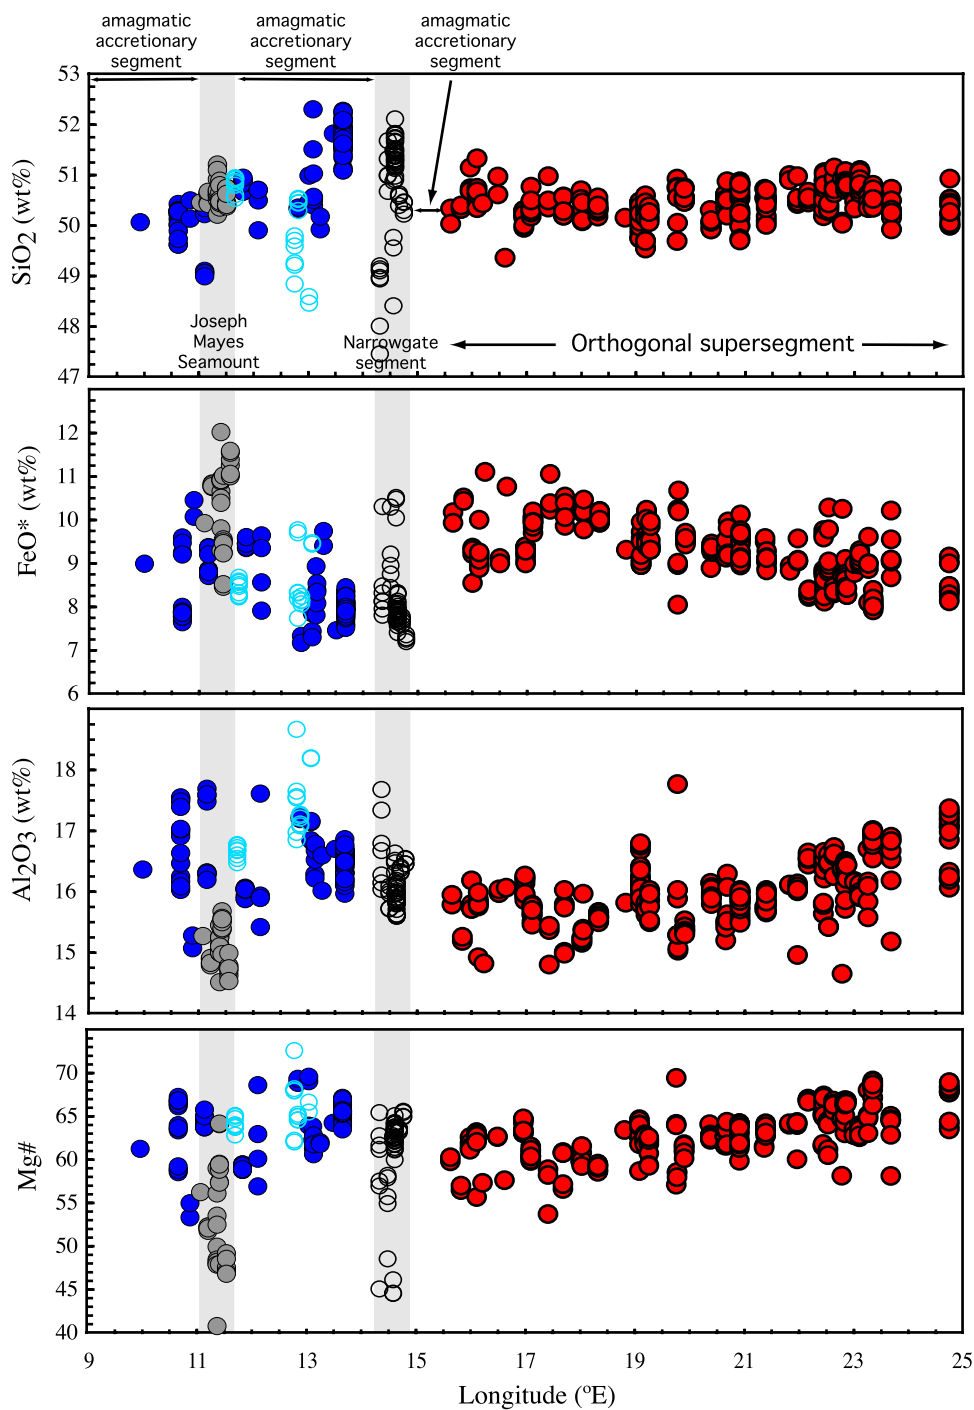 amagmatic
accretionary
segment
amagmatic
accretionary
segment
amagmatic
accretionary
segment
53
52
51
50
49
48
47
SiO2 (wt%)
Joseph
Mayes
Seamount
Narrowgate
segment
Orthogonal supersegment
12
11
10
9
8
7
6
FeO* (wt%)
18
17
16
15
14
Al2O3 (wt%)
70
65
60
55
50
45
40
Mg#
9 11 13 15 17 19 21 23 25
Longitude (ºE)